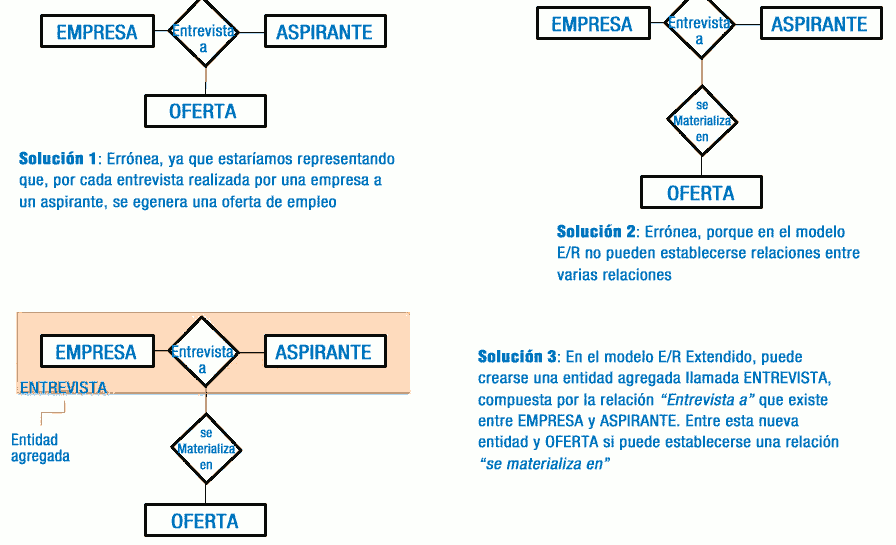 EMPRESA
Entrevista
a
ASPIRANTE
OFERTA
Solución 1: Errónea, ya que estaríamos representando
que, por cada entrevista realizada por una empresa a
un aspirante, se egenera una oferta de empleo
EMPRESA
Entrevista
a
ASPIRANTE
se
Materializa
en
OFERTA
Solución 2: Errónea, porque en el modelo
E/R no pueden establecerse relaciones entre
varias relaciones
EMPRESA
Entrevista
a
ASPIRANTE
ENTREVISTA
Entidad
agregada
se
Materializa
en
OFERTA
Solución 3: En el modelo E/R Extendido, puede
crearse una entidad agregada llamada ENTREVISTA,
compuesta por la relación “Entrevista a” que existe
entre EMPRESA y ASPIRANTE. Entre esta nueva
entidad y OFERTA si puede establecerse una relación
“se materializa en”